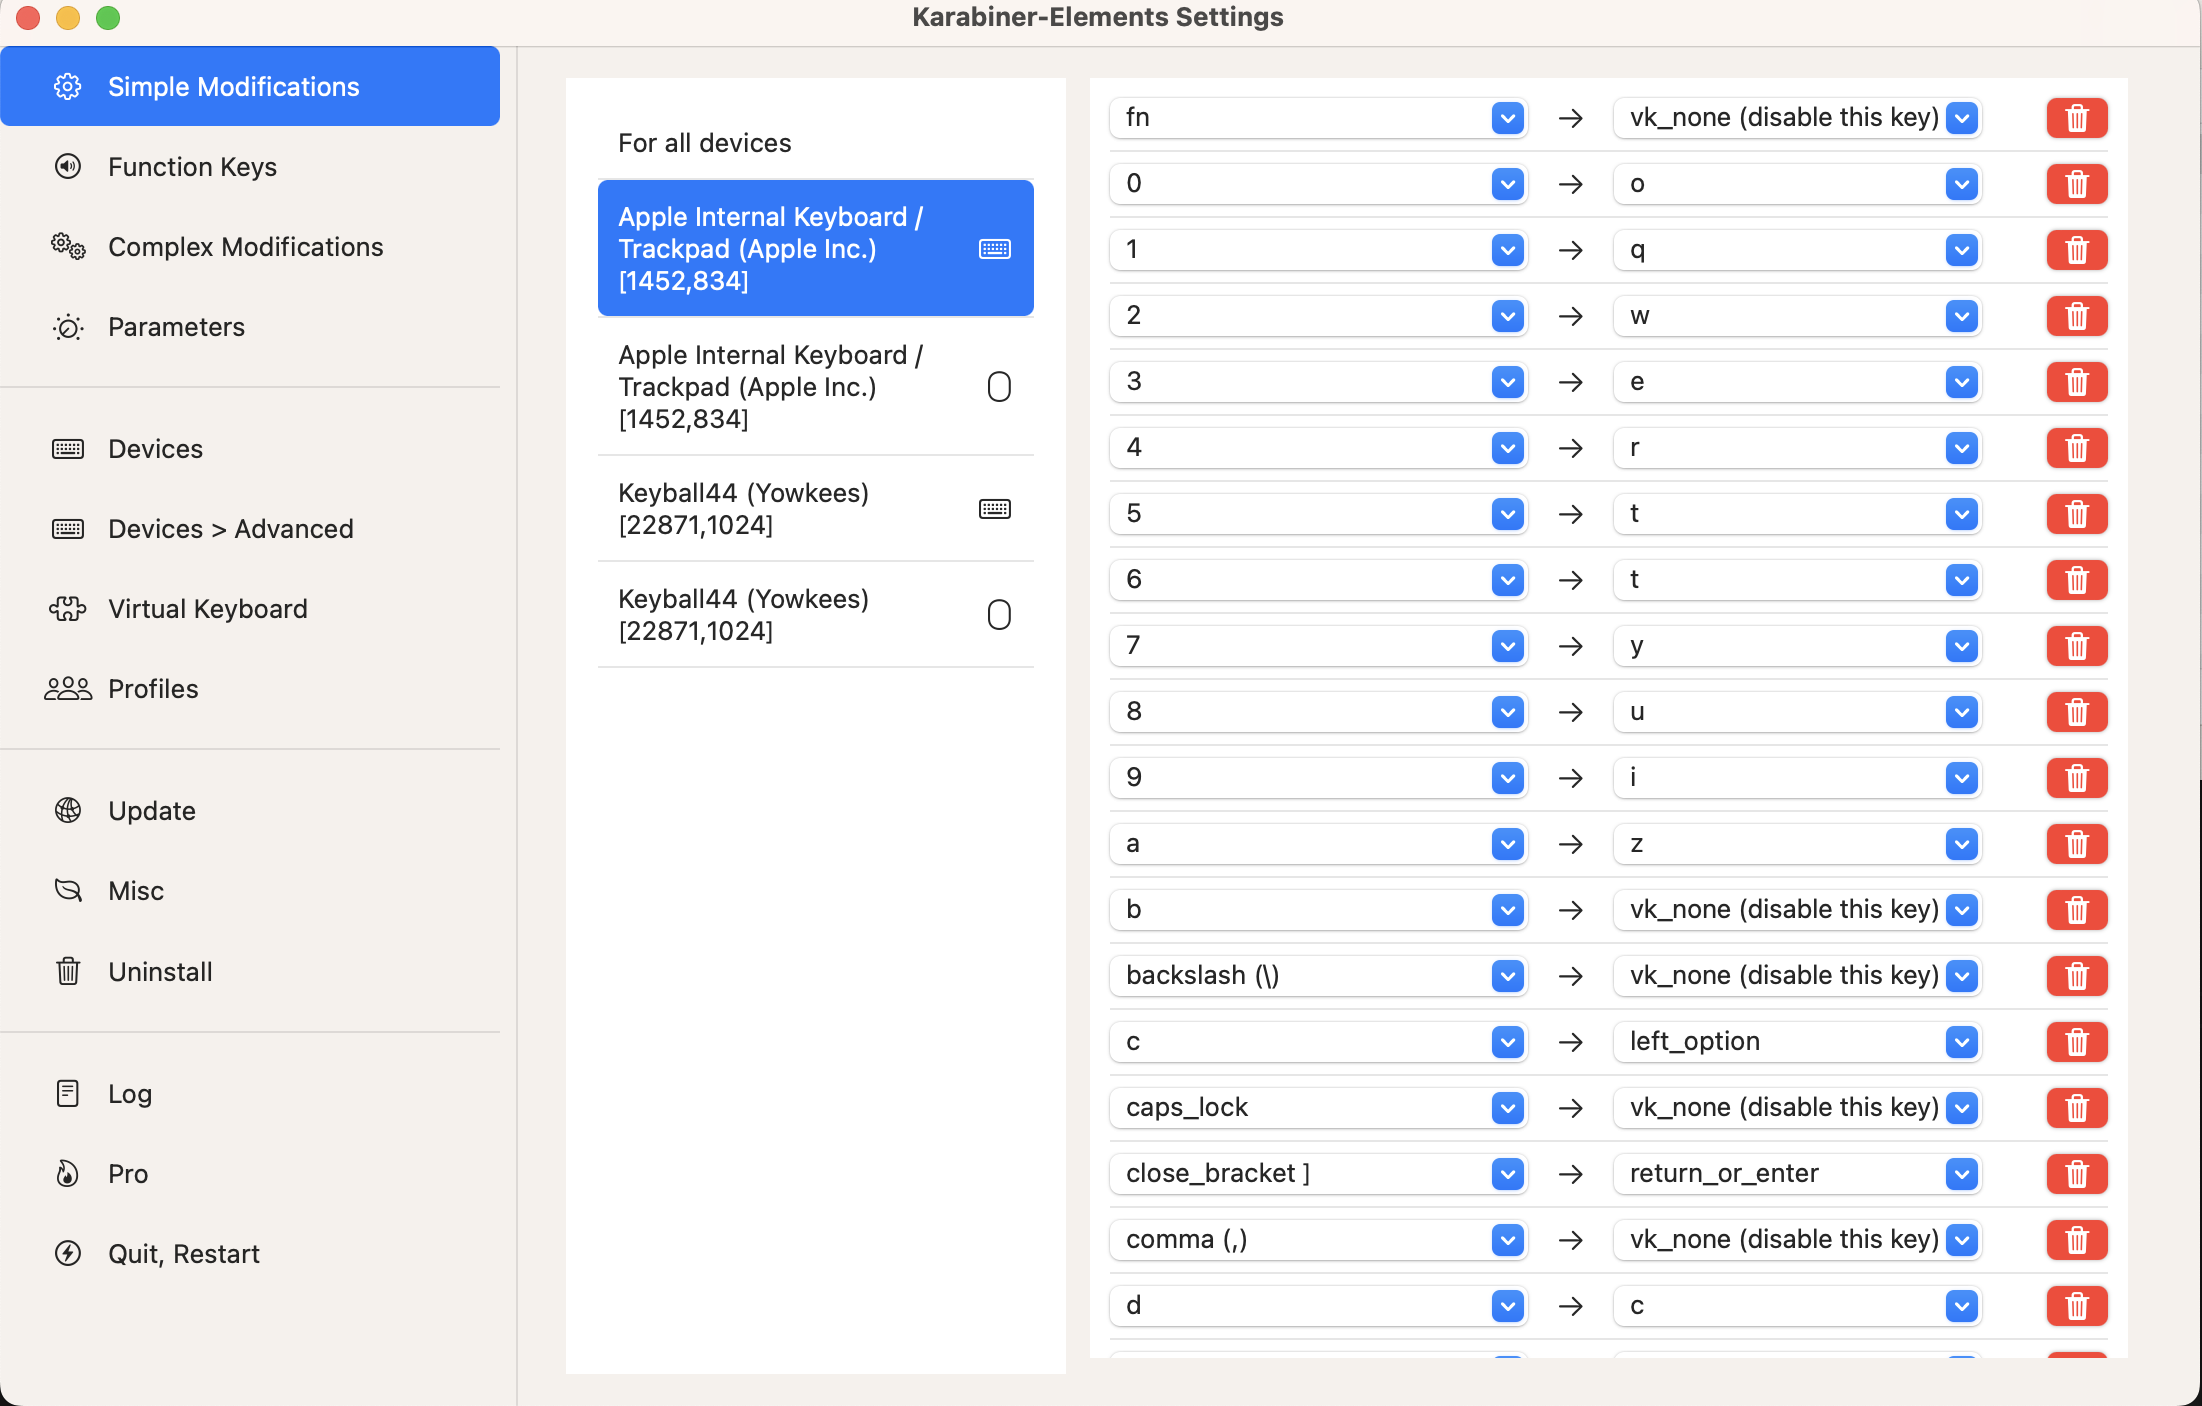 Karabiner-Elements Settings
Simple Modifications
Function Keys
Complex Modifications
Parameters
Devices
Devices > Advanced
Virtual Keyboard
Profiles
Update
Misc
Uninstall
Log
Pro
Quit, Restart
For all devices
Apple Internal Keyboard /
Trackpad (Apple Inc.)
[1452,834]
Apple Internal Keyboard /
Trackpad (Apple Inc.)
[1452,834]
Keyball44 (Yowkees)
[22871,1024]
Keyball44 (Yowkees)
[22871,1024]
fn → vk_none (disable this key)
0 → o
1 → q
2 → w
3 → e
4 → r
5 → t
6 → t
7 → y
8 → u
9 → i
a → z
b → vk_none (disable this key)
backslash (\) → vk_none (disable this key)
c → left_option
caps_lock → vk_none (disable this key)
close_bracket ] → return_or_enter
comma (,) → vk_none (disable this key)
d → c